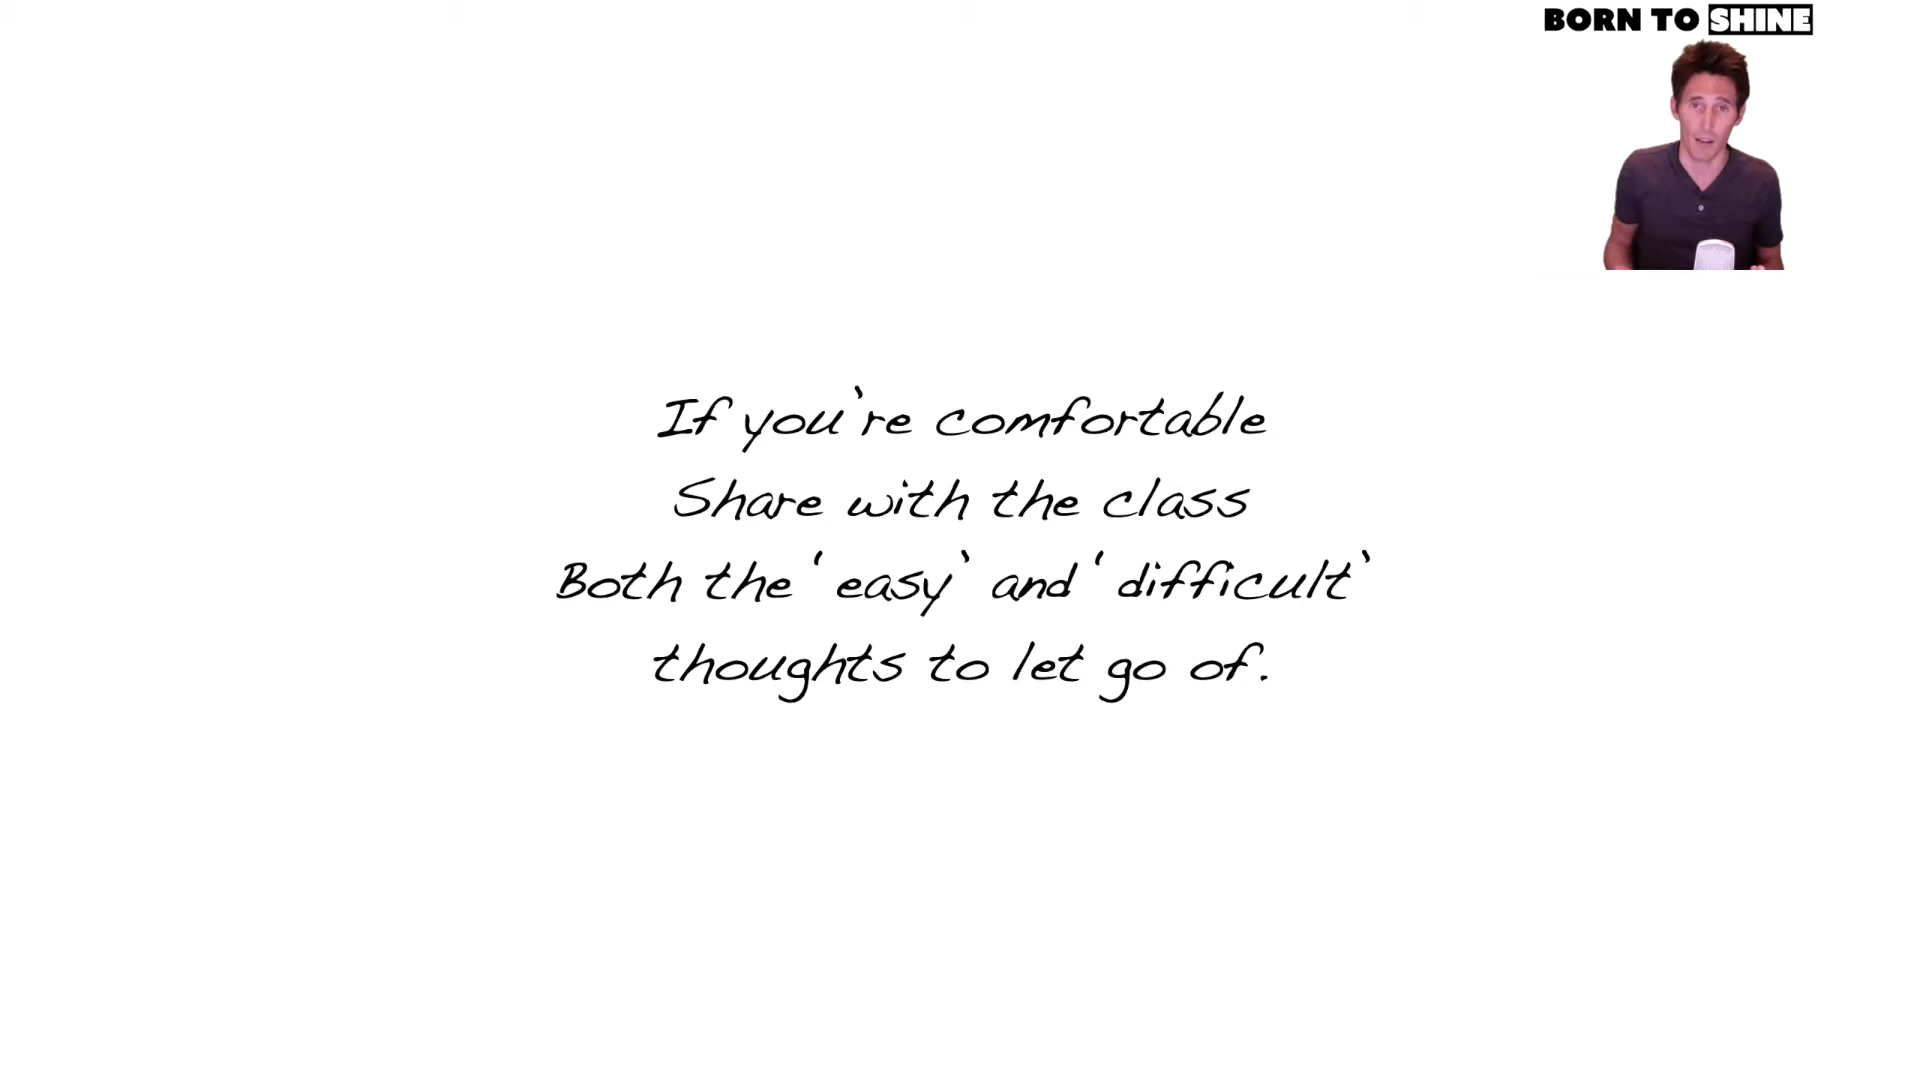 BORN TO SHINE
If you're comfortable
Share with the class
Both the 'easy' and 'difficult'
thoughts to let go of.